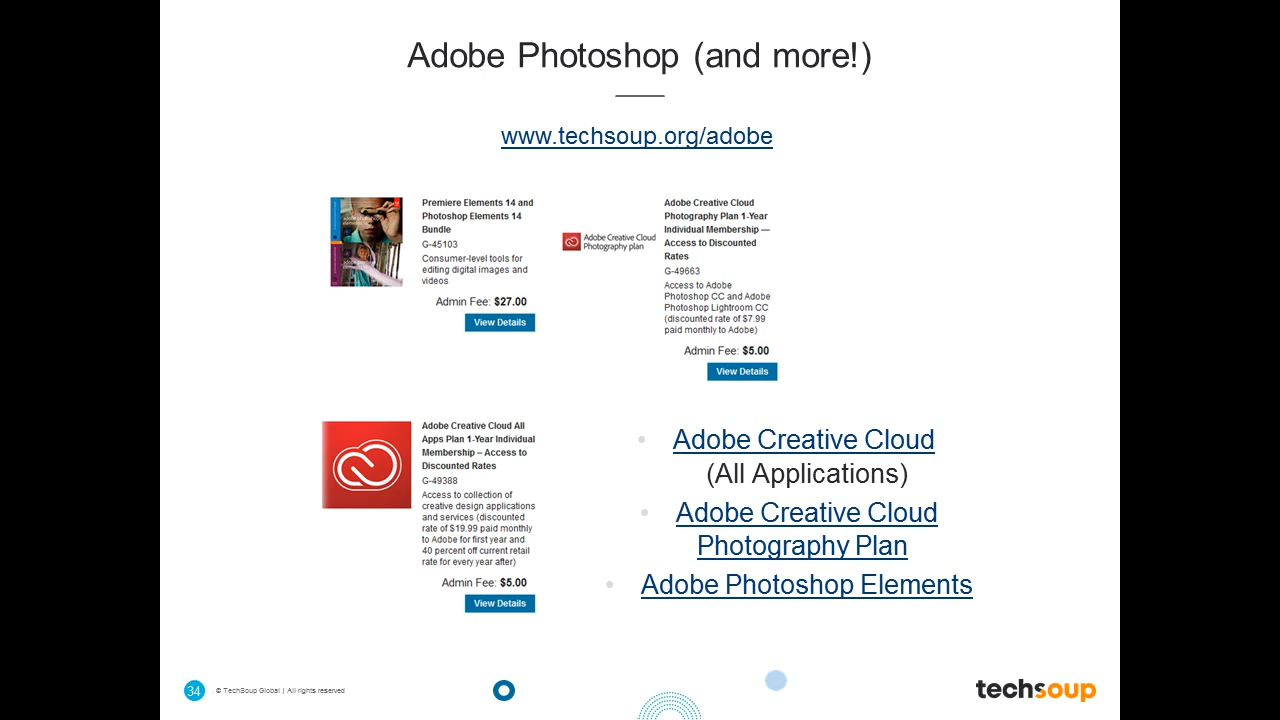 Adobe Photoshop (and more!)
www.techsoup.org/adobe
Premiere Elements 14 and
Photoshop Elements 14
Bundle
G-45103
Consumer-level tools for
editing digital images and
videos
Admin Fee: $27.00
View Details
Adobe Creative Cloud
Photography plan
Adobe Creative Cloud
Photography Plan 1-Year
Individual Membership —
Access to Discounted
Rates
G-49663
Access to Adobe
Photoshop CC and Adobe
Photoshop Lightroom CC
(discounted rate of $7.99
paid monthly to Adobe)
Admin Fee: $5.00
View Details
Adobe Creative Cloud All
Apps Plan 1-Year Individual
Membership – Access to
Discounted Rates
G-49388
Access to collection of
creative design applications
and services (discounted
rate of $19.99 paid monthly
to Adobe for first year and
40 percent off current retail
rate for every year after)
Admin Fee: $5.00
View Details
• Adobe Creative Cloud
(All Applications)
• Adobe Creative Cloud
Photography Plan
• Adobe Photoshop Elements
34 . © TechSoup Global | All rights reserved
techsoup